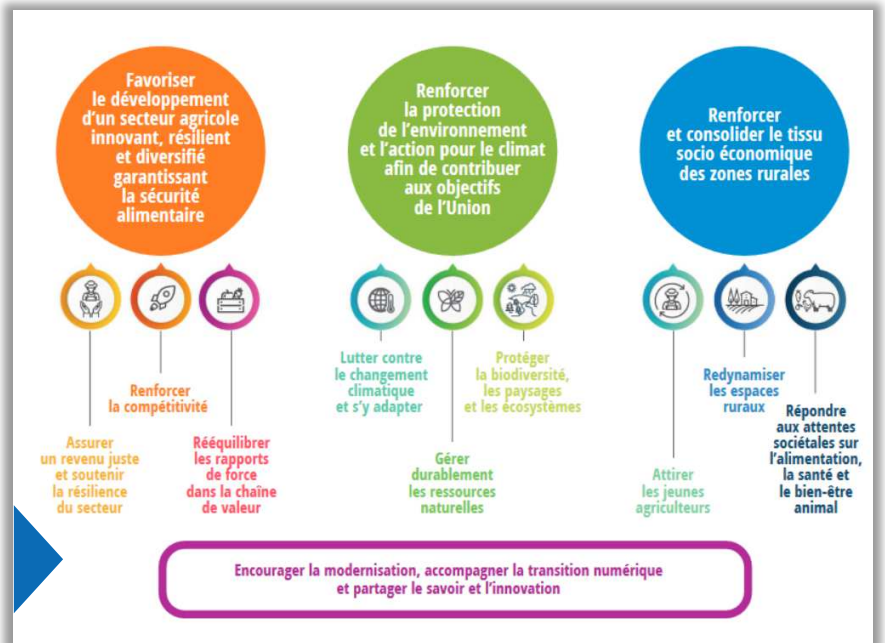 Favoriser
le développement
d'un secteur agricole
innovant, résilient
et diversifié
garantissant
la sécurité
alimentaire
Renforcer
la protection
de l'environnement
et l'action pour le climat
afin de contribuer
aux objectifs
de l'Union
Renforcer
et consolider le tissu
socio économique
des zones rurales
Assurer
un revenu juste
et soutenir
la résilience
du secteur
Renforcer
la compétitivité
Rééquilibrer
les rapports
de force
dans la chaîne
de valeur
Lutter contre
le changement
climatique
et s'y adapter
Gérer
durablement
les ressources
naturelles
Protéger
la biodiversité,
les paysages
et les écosystèmes
Attirer
les jeunes
agriculteurs
Redynamiser
les espaces
ruraux
Répondre
aux attentes
sociétales sur
l'alimentation,
la santé et
le bien-être
animal
Encourager la modernisation, accompagner la transition numérique
et partager le savoir et l'innovation